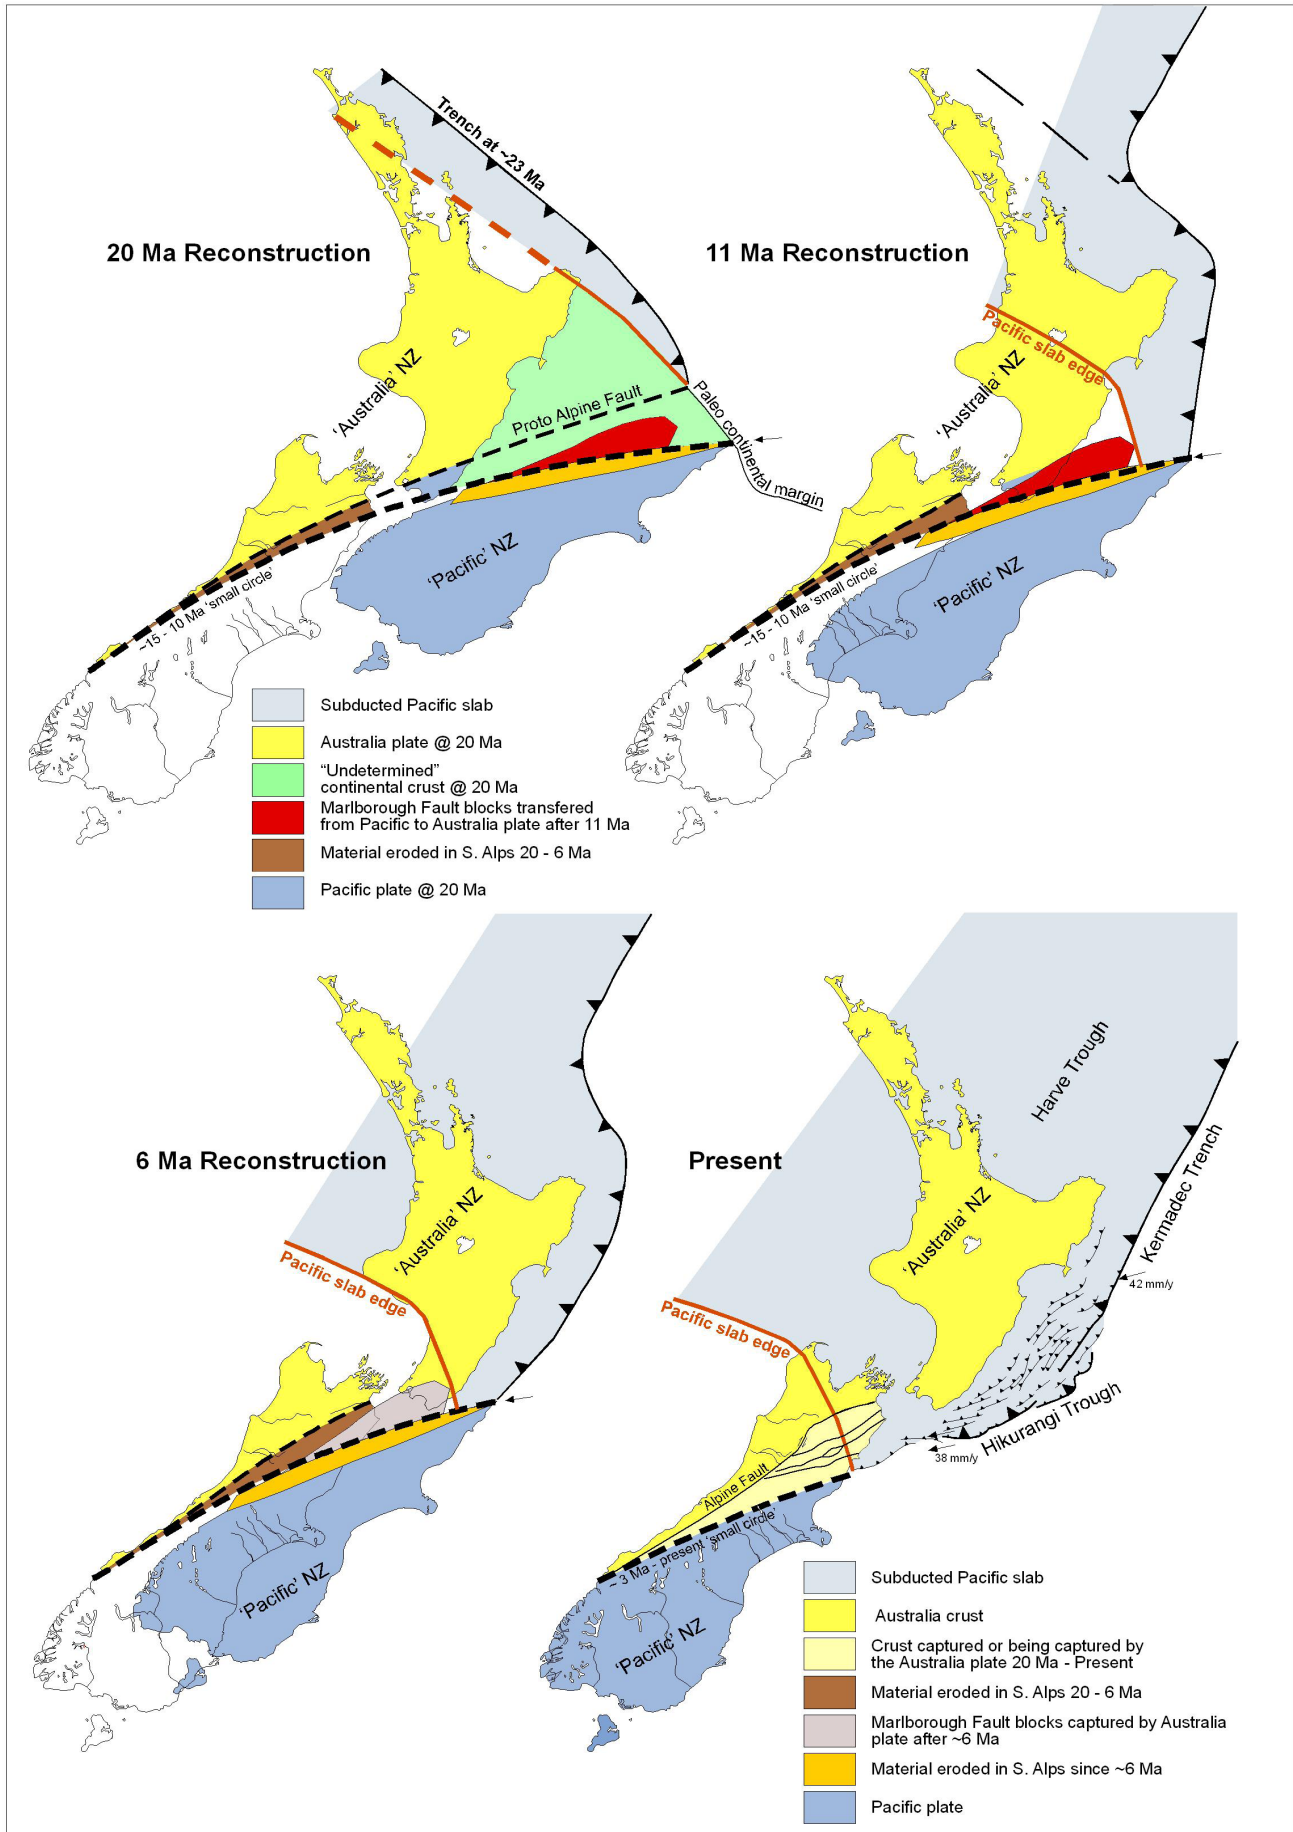 Trench at ~23 Ma
20 Ma Reconstruction
'Australia' NZ
Proto Alpine Fault
Paleo continental margin
~15 - 10 Ma 'small circle'
'Pacific' NZ
11 Ma Reconstruction
Pacific slab edge
'Australia' NZ
~15 - 10 Ma 'small circle'
'Pacific' NZ
Subducted Pacific slab
Australia plate @ 20 Ma
“Undetermined”
continental crust @ 20 Ma
Marlborough Fault blocks transfered
from Pacific to Australia plate after 11 Ma
Material eroded in S. Alps 20 - 6 Ma
Pacific plate @ 20 Ma
6 Ma Reconstruction
'Australia' NZ
Pacific slab edge
'Pacific' NZ
Present
Harve Trough
Kermadec Trench
'Australia' NZ
42 mm/y
Pacific slab edge
Hikurangi Trough
38 mm/y
Alpine Fault
~ 3 Ma - present 'small circle'
'Pacific' NZ
Subducted Pacific slab
Australia crust
Crust captured or being captured by
the Australia plate 20 Ma - Present
Material eroded in S. Alps 20 - 6 Ma
Marlborough Fault blocks captured by Australia
plate after ~6 Ma
Material eroded in S. Alps since ~6 Ma
Pacific plate